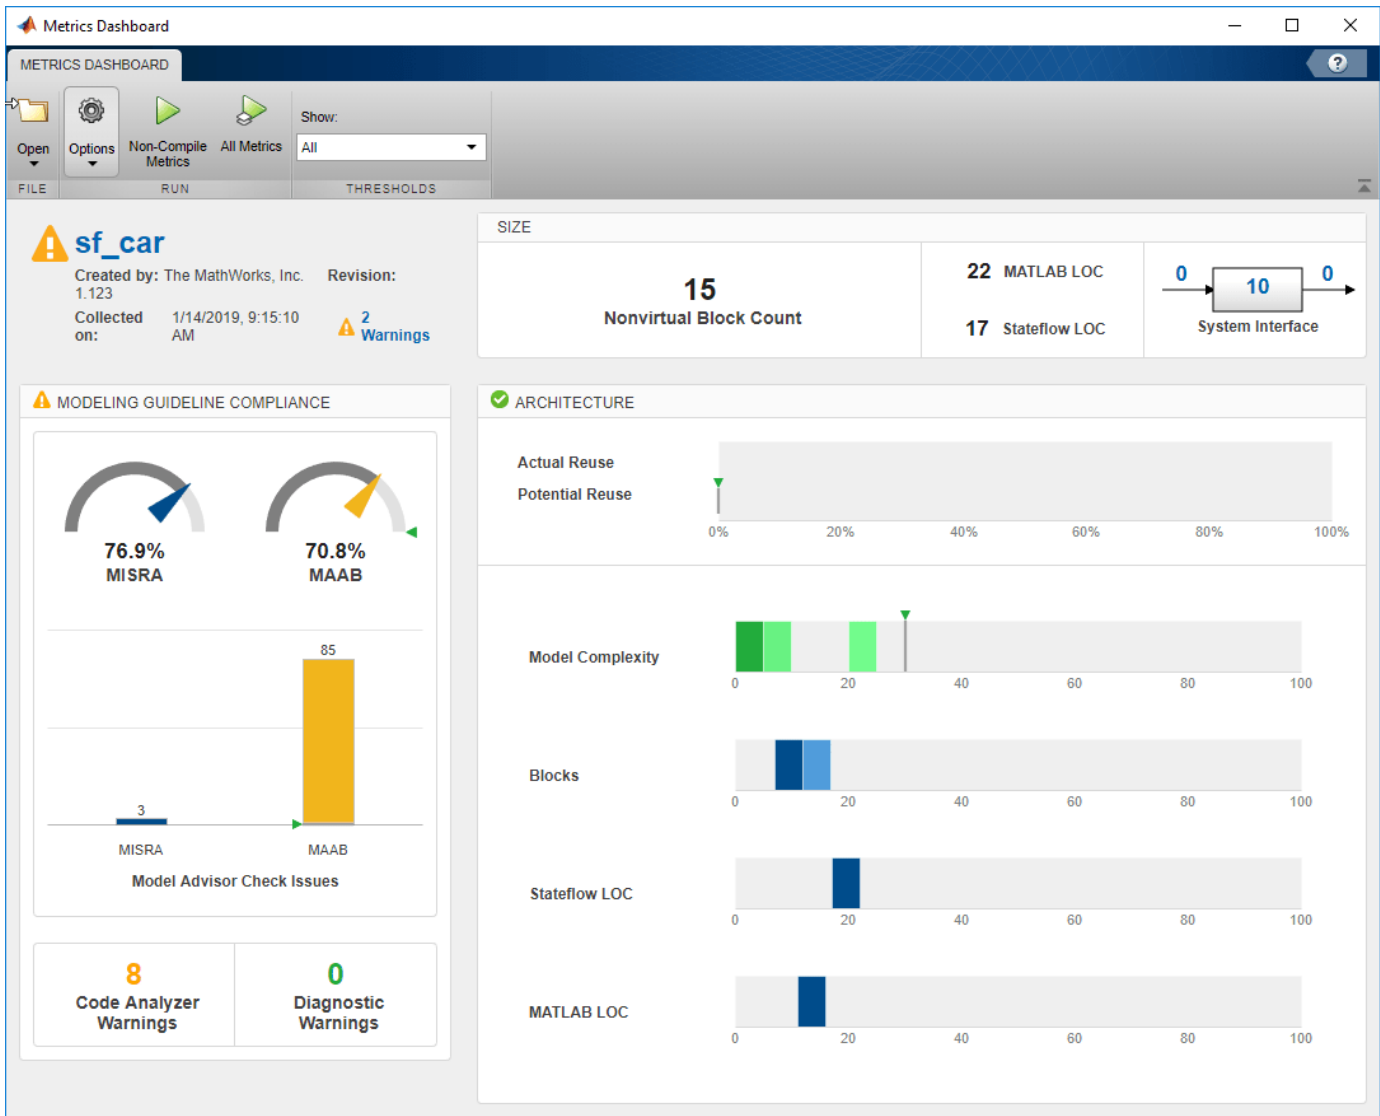 Metrics Dashboard
METRICS DASHBOARD
?
Open
Options
Non-Compile
Metrics
All Metrics
Show:
All
FILE
RUN
THRESHOLDS
sf_car
Created by: The MathWorks, Inc. Revision:
1.123
Collected on: 1/14/2019, 9:15:10 AM
2 Warnings
SIZE
15
Nonvirtual Block Count
22 MATLAB LOC
17 Stateflow LOC
0 10 0
System Interface
MODELING GUIDELINE COMPLIANCE
76.9%
MISRA
70.8%
MAAB
85
3
MISRA MAAB
Model Advisor Check Issues
8
Code Analyzer
Warnings
0
Diagnostic
Warnings
ARCHITECTURE
Actual Reuse
Potential Reuse
0% 20% 40% 60% 80% 100%
Model Complexity
0 20 40 60 80 100
Blocks
0 20 40 60 80 100
Stateflow LOC
0 20 40 60 80 100
MATLAB LOC
0 20 40 60 80 100